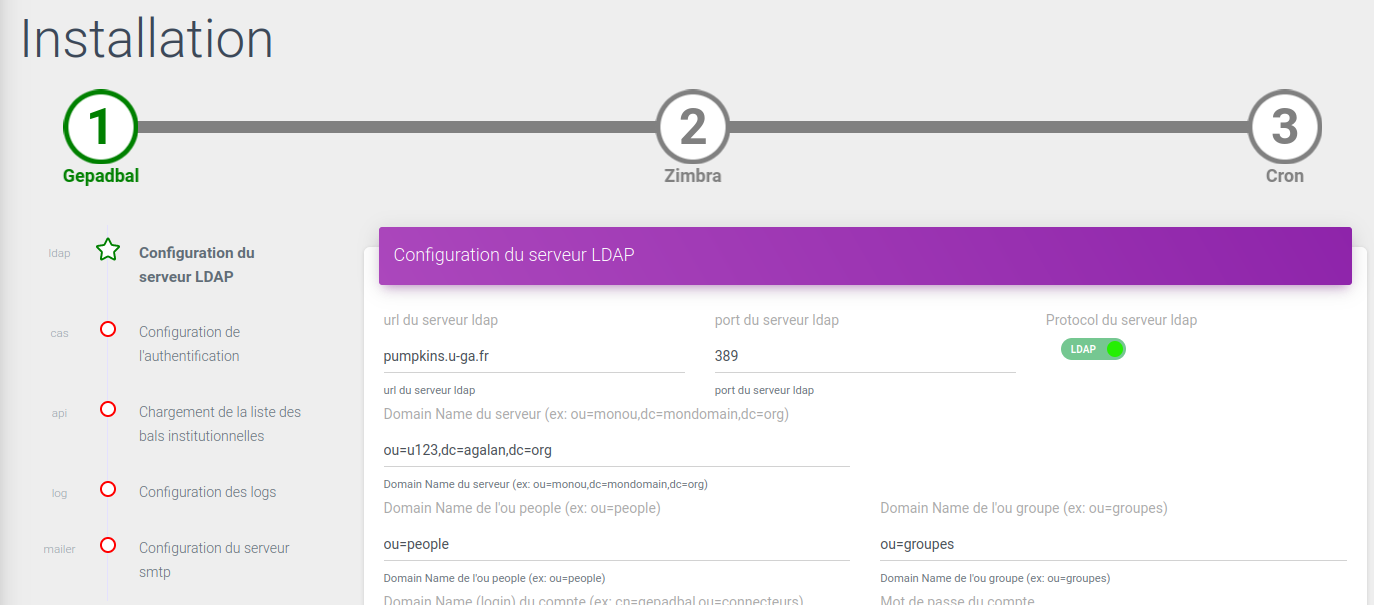 Installation
1
2
3
Gepadbal
Zimbra
Cron
ldap
Configuration du
serveur LDAP
cas
Configuration de
l'authentification
api
Chargement de la liste des
bals institutionnelles
log
Configuration des logs
mailer
Configuration du serveur
smtp
Configuration du serveur LDAP
url du serveur ldap
port du serveur ldap
Protocol du serveur ldap
pumpkins.u-ga.fr
389
LDAP
url du serveur ldap
port du serveur ldap
Domain Name du serveur (ex: ou=monou,dc=mondomain,dc=org)
ou=u123,dc=agalan,dc=org
Domain Name du serveur (ex: ou=monou,dc=mondomain,dc=org)
Domain Name de l'ou people (ex: ou=people)
Domain Name de l'ou groupe (ex: ou=groupes)
ou=people
ou=groupes
Domain Name de l'ou people (ex: ou=people)
Domain Name de l'ou groupe (ex: ou=groupes)
Domain Name (login) du compte (ex: cn=gepadbal,ou=connecteurs)
Mot de passe du compte